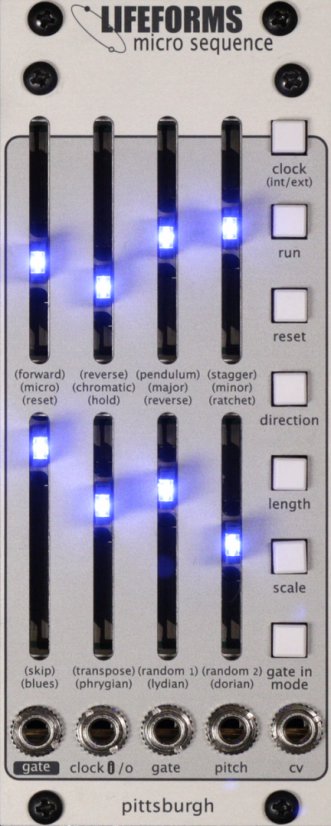 LIFEFORMS
micro sequence
clock
(int/ext)
run
reset
(forward) (reverse) (pendulum) (stagger)
(micro) (chromatic) (major) (minor)
(reset) (hold) (reverse) (ratchet)
direction
length
scale
(skip) (transpose) (random 1) (random 2) gate in
(blues) (phrygian) (lydian) (dorian) mode
gate clock i/o gate pitch cv
pittsburgh